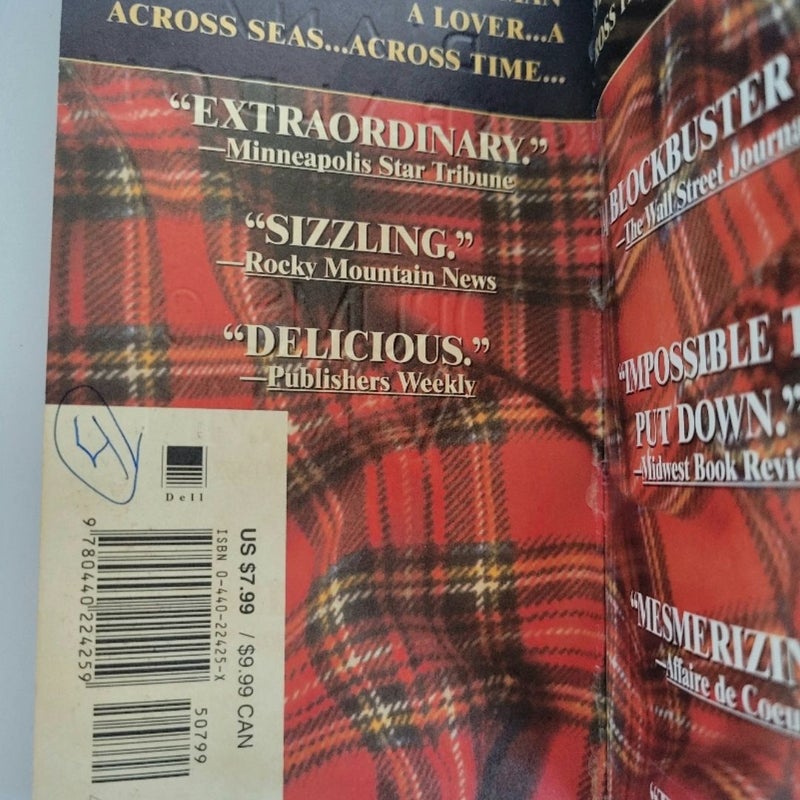 A LOVER...A
ACROSS SEAS...ACROSS TIME...
“EXTRAORDINARY.”
—Minneapolis Star Tribune
“SIZZLING.”
—Rocky Mountain News
“DELICIOUS.”
—Publishers Weekly
4
Dell
9 780440 224259
ISBN 0-440-22425-X
50799
US $7.99 / $9.99 CAN
BLOCKBUSTER
—The Wall Street Journa
“IMPOSSIBLE T
PUT DOWN.”
—Midwest Book Revie
“MESMERIZIN
—Affaire de Coeu